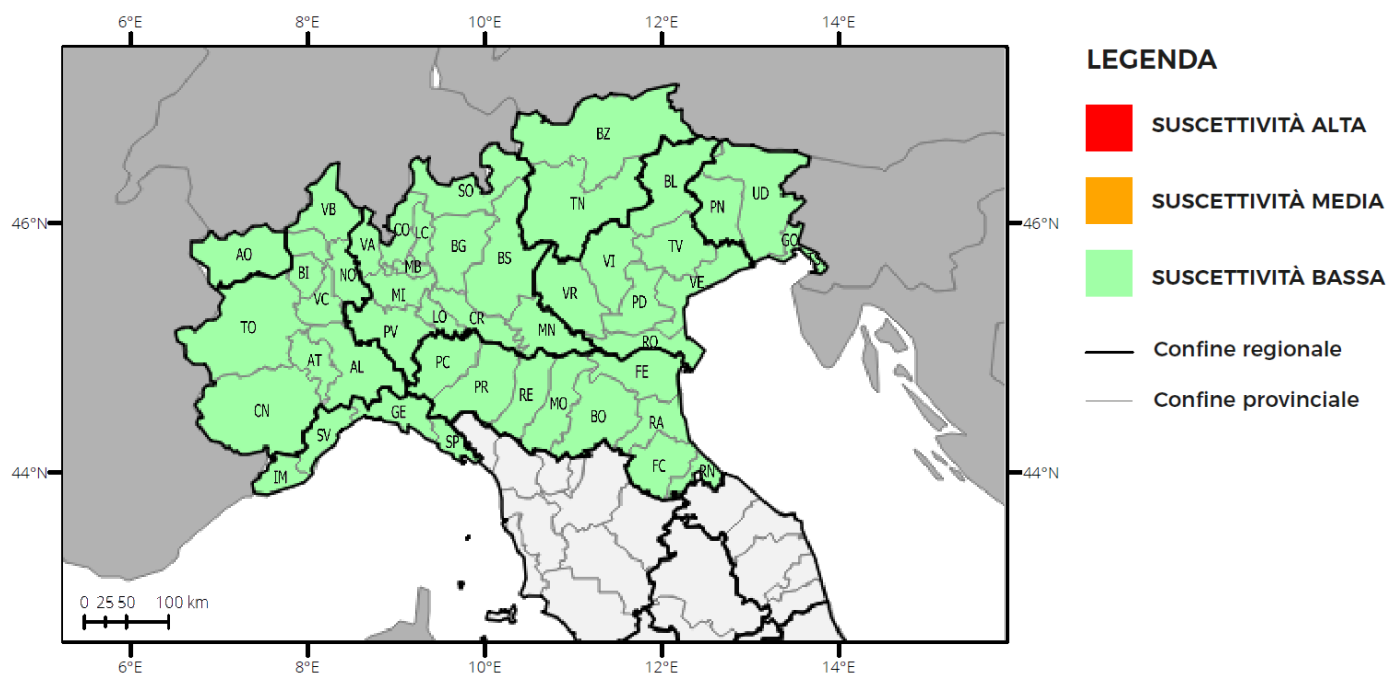 6°E 8°E 10°E 12°E 14°E
LEGENDA
SUSCETTIVITÀ ALTA
SUSCETTIVITÀ MEDIA
SUSCETTIVITÀ BASSA
Confine regionale
Confine provinciale
46°N 46°N
44°N 44°N
BZ
SO
TN
BL
PN
UD
GO
VB
AO
BI
NO
VC
TO
VA
CO
LC
MB
BG
BS
MI
LO
CR
PV
MN
VR
VI
TV
VE
PD
RO
AT
AL
CN
PC
PR
RE
MO
BO
FE
RA
FC
RN
IM
SV
GE
SP
0 25 50 100 km
6°E 8°E 10°E 12°E 14°E